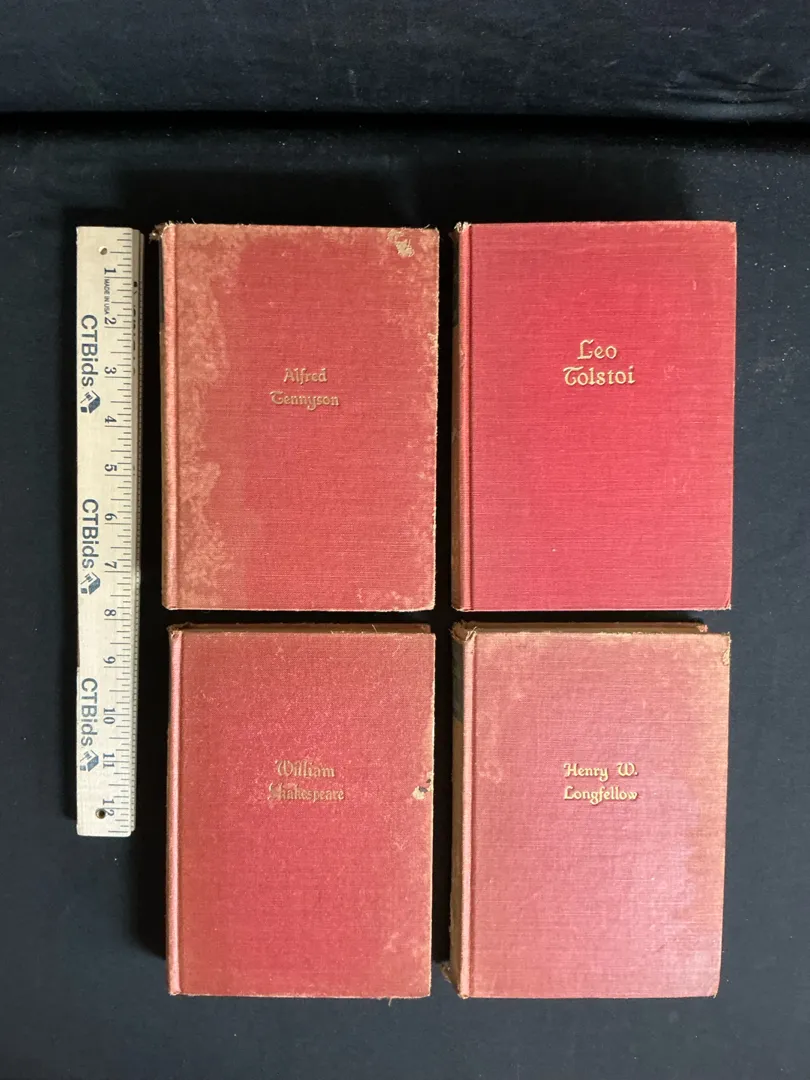 1
MADE IN USA
2
3
4
5
6
7
8
9
10
11
12
CTBids
CTBids
CTBids
Alfred
Tennyson
Leo
Tolstoi
William
Shakespeare
Henry W.
Longfellow